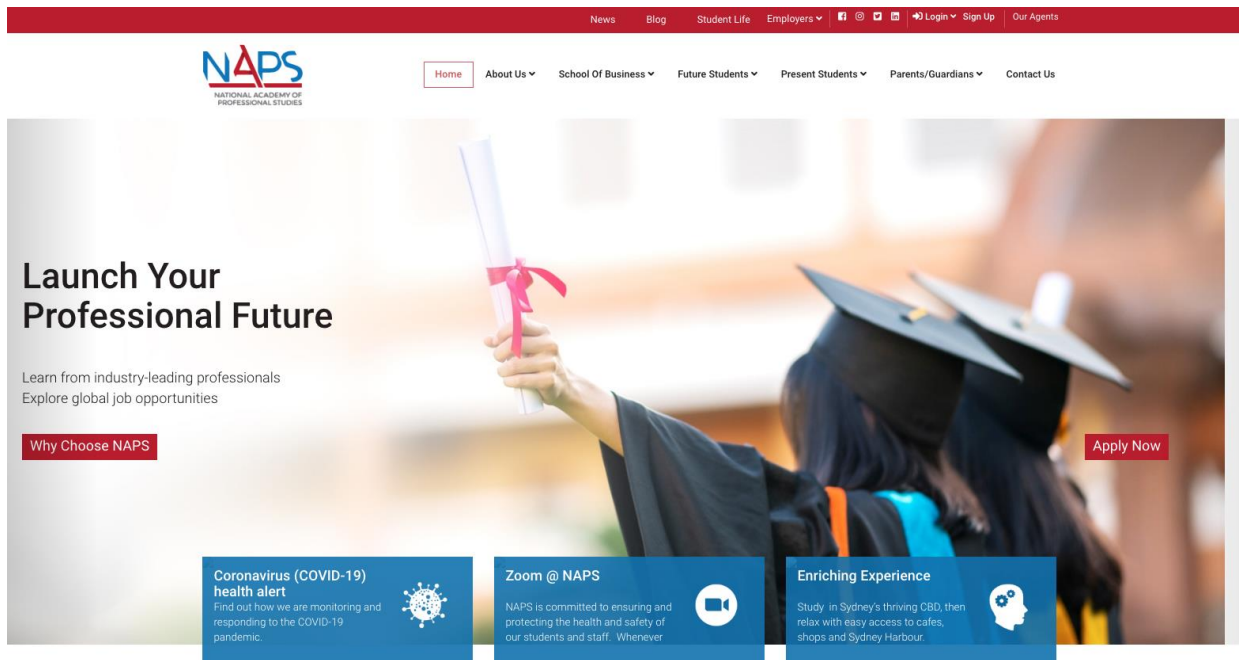 News Blog Student Life Employers Login Sign Up Our Agents
NAPS
NATIONAL ACADEMY OF
PROFESSIONAL STUDIES
Home About Us School Of Business Future Students Present Students Parents/Guardians Contact Us
Launch Your
Professional Future
Learn from industry-leading professionals
Explore global job opportunities
Why Choose NAPS
Apply Now
Coronavirus (COVID-19)
health alert
Find out how we are monitoring and
responding to the COVID-19
pandemic.
Zoom @ NAPS
NAPS is committed to ensuring and
protecting the health and safety of
our students and staff. Whenever
Enriching Experience
Study in Sydney's thriving CBD, then
relax with easy access to cafes,
shops and Sydney Harbour.